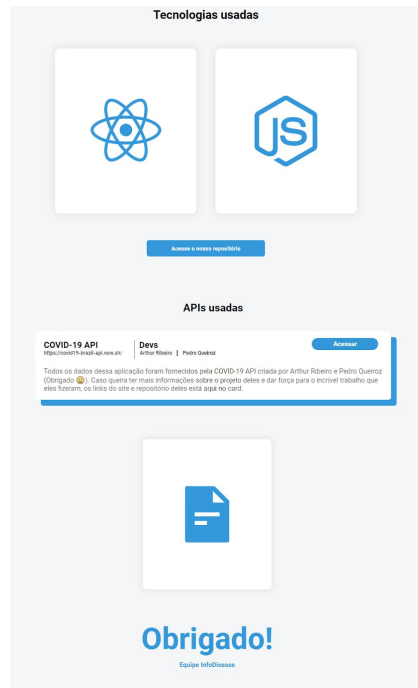 Tecnologias usadas
JS
Acesse o nosso repositório
APIs usadas
COVID-19 API
https://covid19-brazil-api.now.sh/
Devs
Arthur Ribeiro | Pedro Queiroz
Acessar
Todos os dados dessa aplicação foram fornecidos pela COVID-19 API criada por Arthur Ribeiro e Pedro Queiroz
(Obrigado 😄). Caso queira ter mais informações sobre o projeto deles e dar força para o incrível trabalho que
eles fizeram, os links do site e repositório deles está aqui no card.
Obrigado!
Equipe InfoDisease